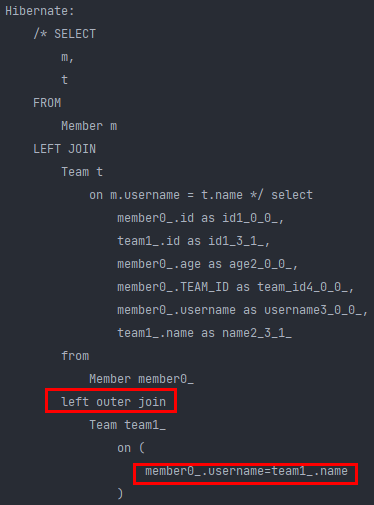 Hibernate:
/* SELECT
m,
t
FROM
Member m
LEFT JOIN
Team t
on m.username = t.name */ select
member0_.id as id1_0_0_,
team1_.id as id1_3_1_,
member0_.age as age2_0_0_,
member0_.TEAM_ID as team_id4_0_0_,
member0_.username as username3_0_0_,
team1_.name as name2_3_1_
from
Member member0_
left outer join
Team team1_
on (
member0_.username=team1_.name
)